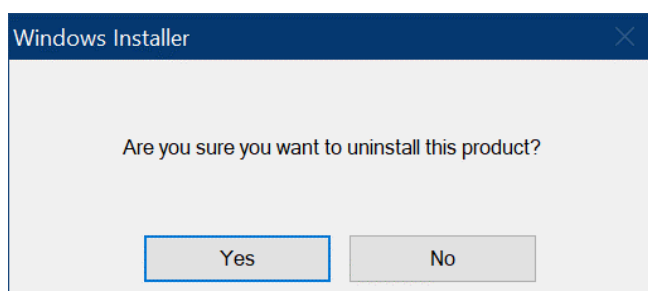 Windows Installer
Are you sure you want to uninstall this product?
Yes
No